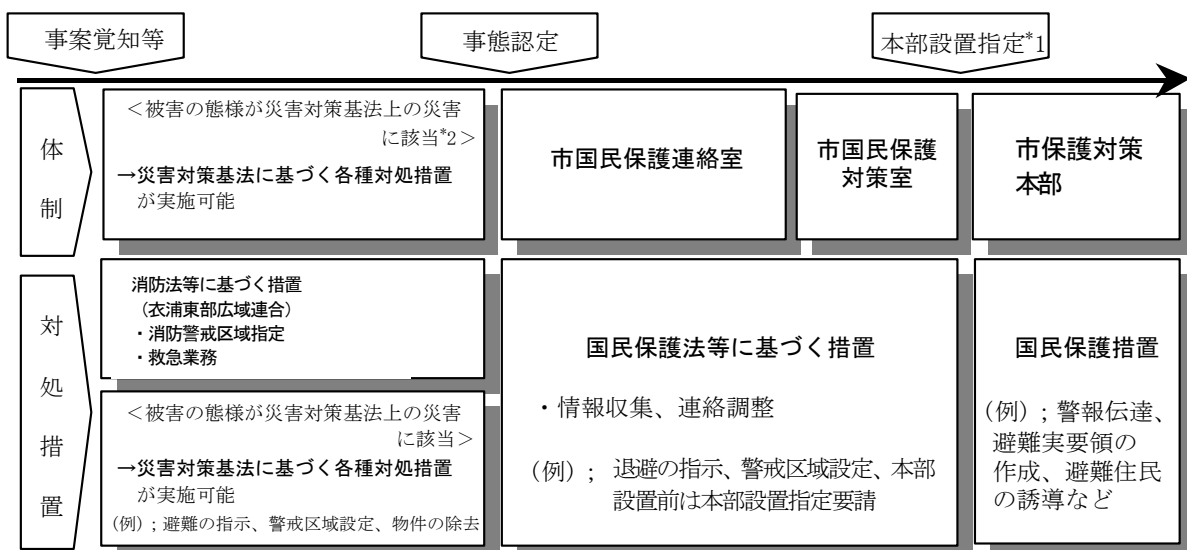 事案覚知等
事態認定
本部設置指定*1
体制
＜被害の態様が災害対策基法上の災害
に該当*2＞
→災害対策基法に基づく各種対処措置
が実施可能
市国民保護連絡室
市国民保護
対策室
市保護対策
本部
対処措置
消防法等に基づく措置
（衣浦東部広域連合）
・消防警戒区域指定
・救急業務
＜被害の態様が災害対策基法上の災害
に該当＞
→災害対策基法に基づく各種対処措置
が実施可能
（例）；避難の指示、警戒区域設定、物件の除去
国民保護法等に基づく措置
・情報収集、連絡調整
（例）； 退避の指示、警戒区域設定、本部
設置前は本部設置指定要請
国民保護措置
（例）；警報伝達、
避難実要領の
作成、避難住民
の誘導など